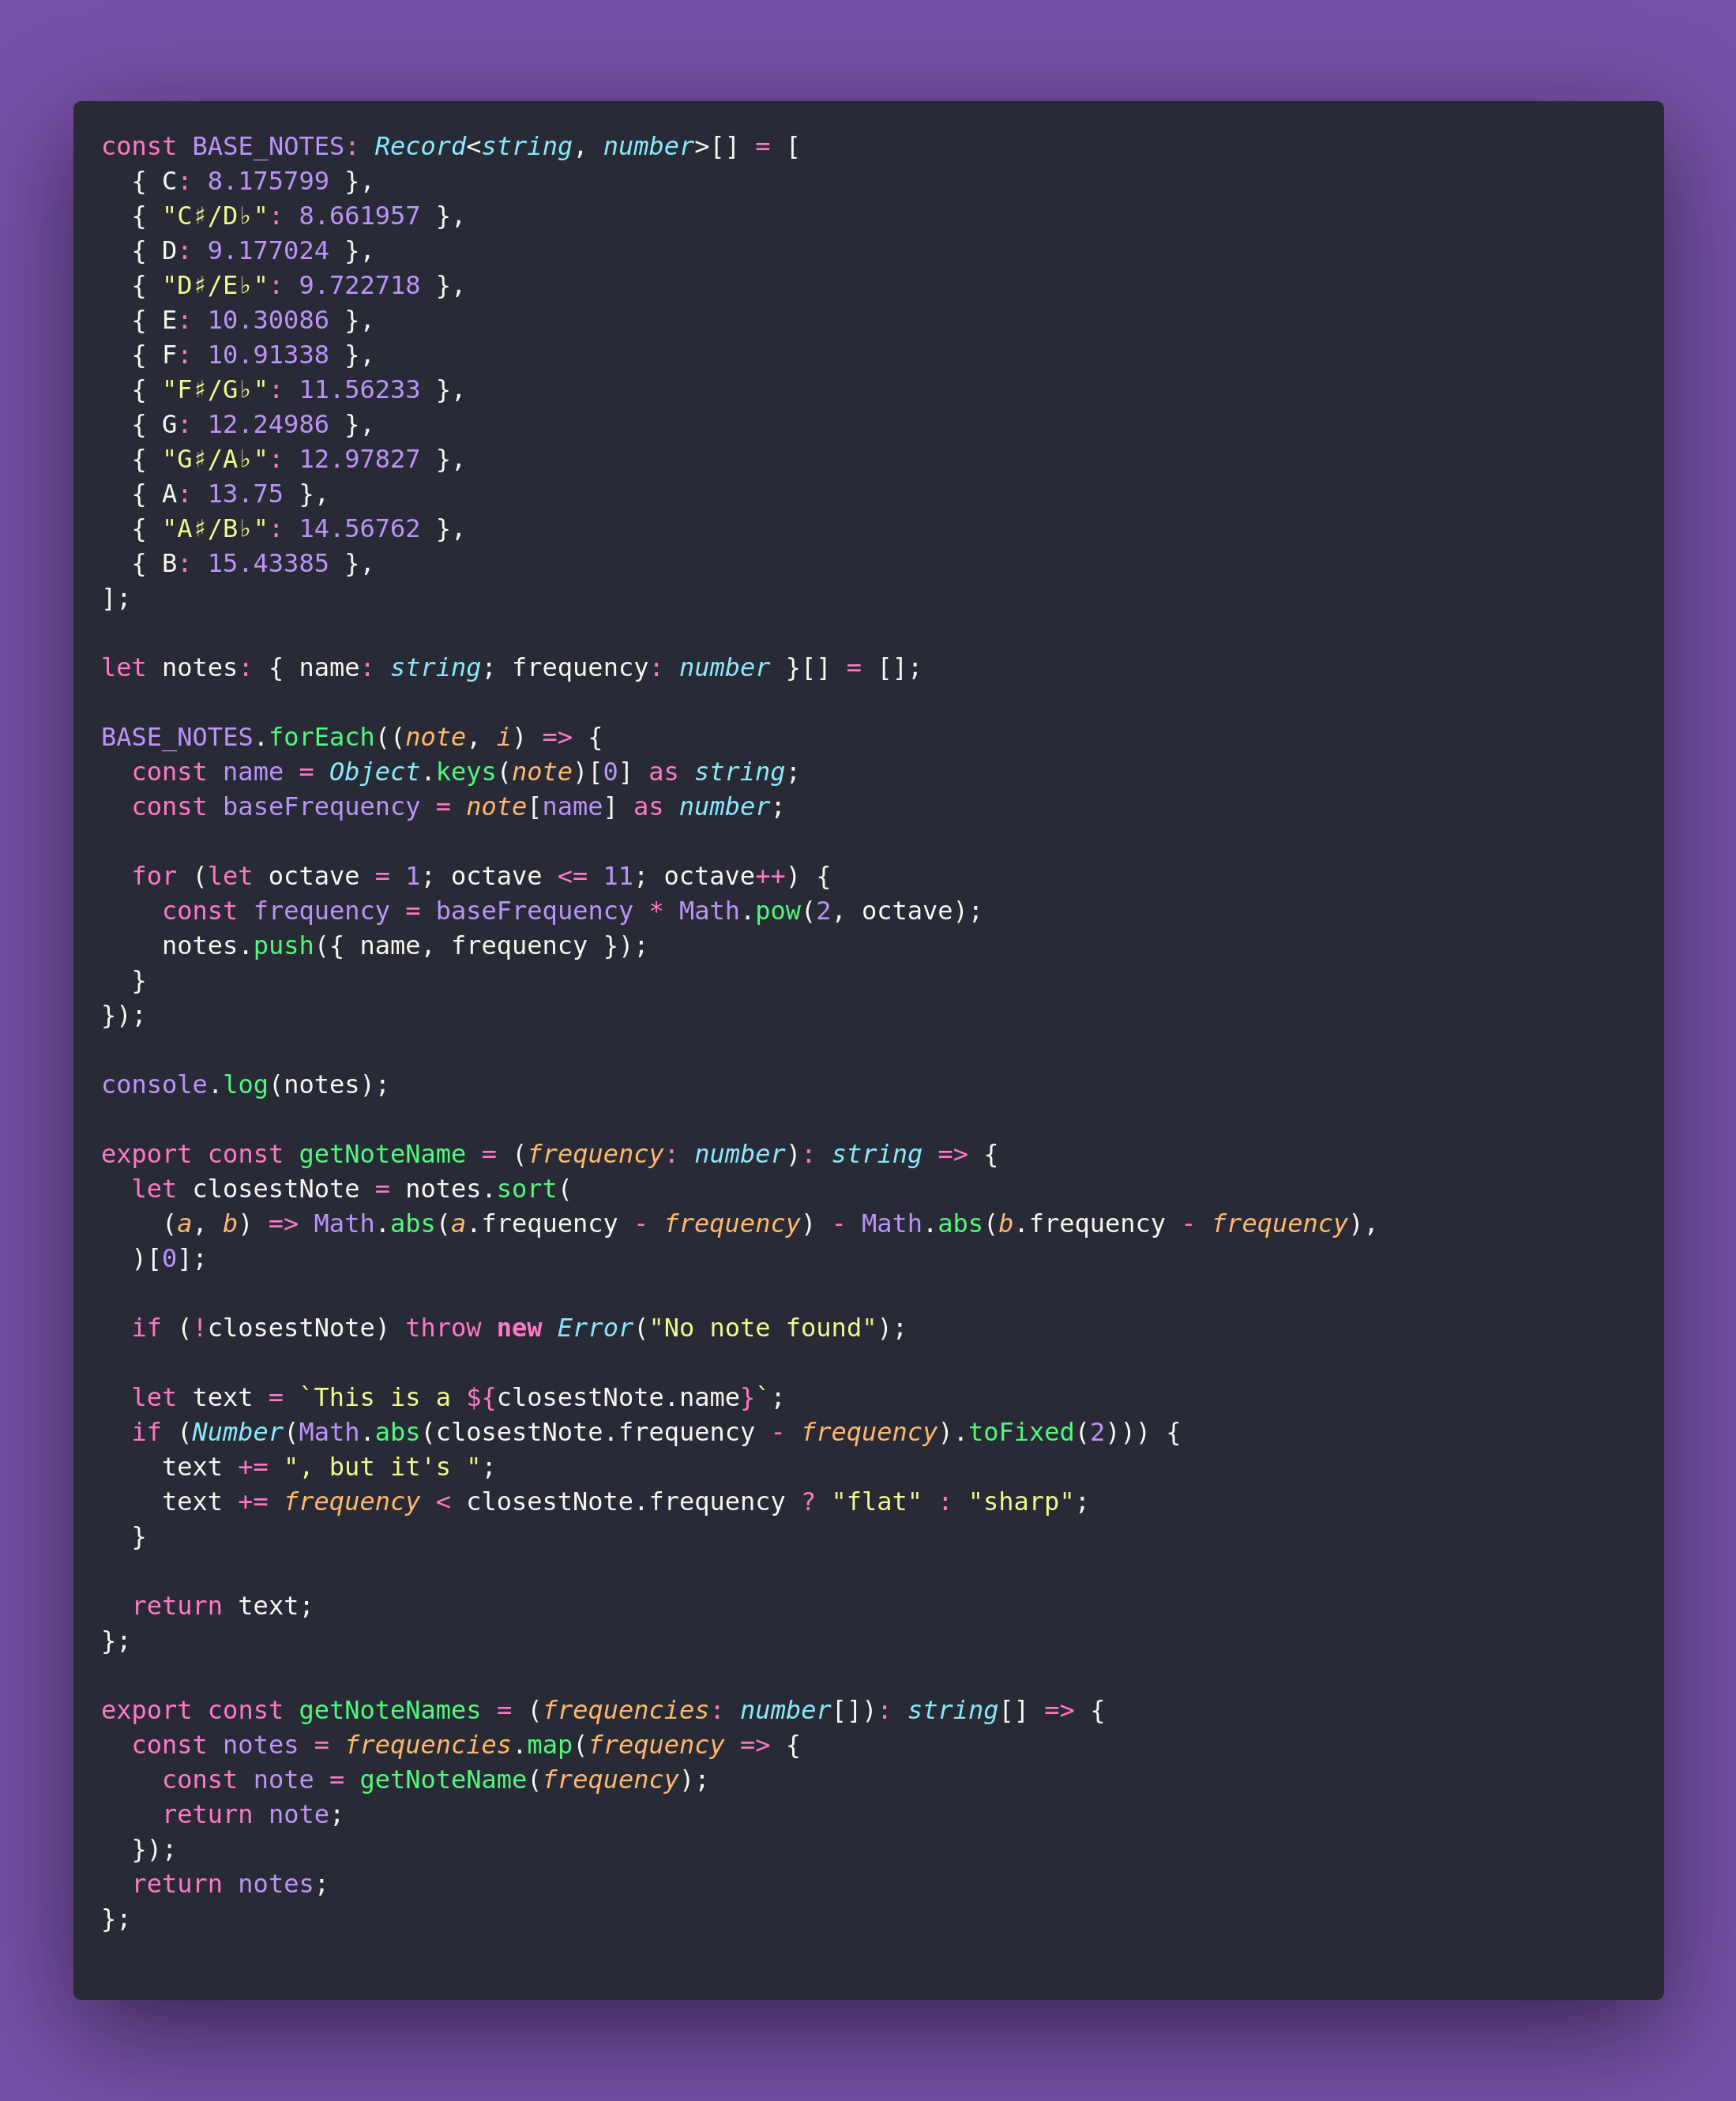 const BASE_NOTES: Record<string, number>[] = [
  { C: 8.175799 },
  { "C♯/D♭": 8.661957 },
  { D: 9.177024 },
  { "D♯/E♭": 9.722718 },
  { E: 10.30086 },
  { F: 10.91338 },
  { "F♯/G♭": 11.56233 },
  { G: 12.24986 },
  { "G♯/A♭": 12.97827 },
  { A: 13.75 },
  { "A♯/B♭": 14.56762 },
  { B: 15.43385 },
];

let notes: { name: string; frequency: number }[] = [];

BASE_NOTES.forEach((note, i) => {
  const name = Object.keys(note)[0] as string;
  const baseFrequency = note[name] as number;

  for (let octave = 1; octave <= 11; octave++) {
    const frequency = baseFrequency * Math.pow(2, octave);
    notes.push({ name, frequency });
  }
});

console.log(notes);

export const getNoteName = (frequency: number): string => {
  let closestNote = notes.sort(
    (a, b) => Math.abs(a.frequency - frequency) - Math.abs(b.frequency - frequency),
  )[0];

  if (!closestNote) throw new Error("No note found");

  let text = `This is a ${closestNote.name}`;
  if (Number(Math.abs(closestNote.frequency - frequency).toFixed(2))) {
    text += ", but it's ";
    text += frequency < closestNote.frequency ? "flat" : "sharp";
  }

  return text;
};

export const getNoteNames = (frequencies: number[]): string[] => {
  const notes = frequencies.map(frequency => {
    const note = getNoteName(frequency);
    return note;
  });
  return notes;
};